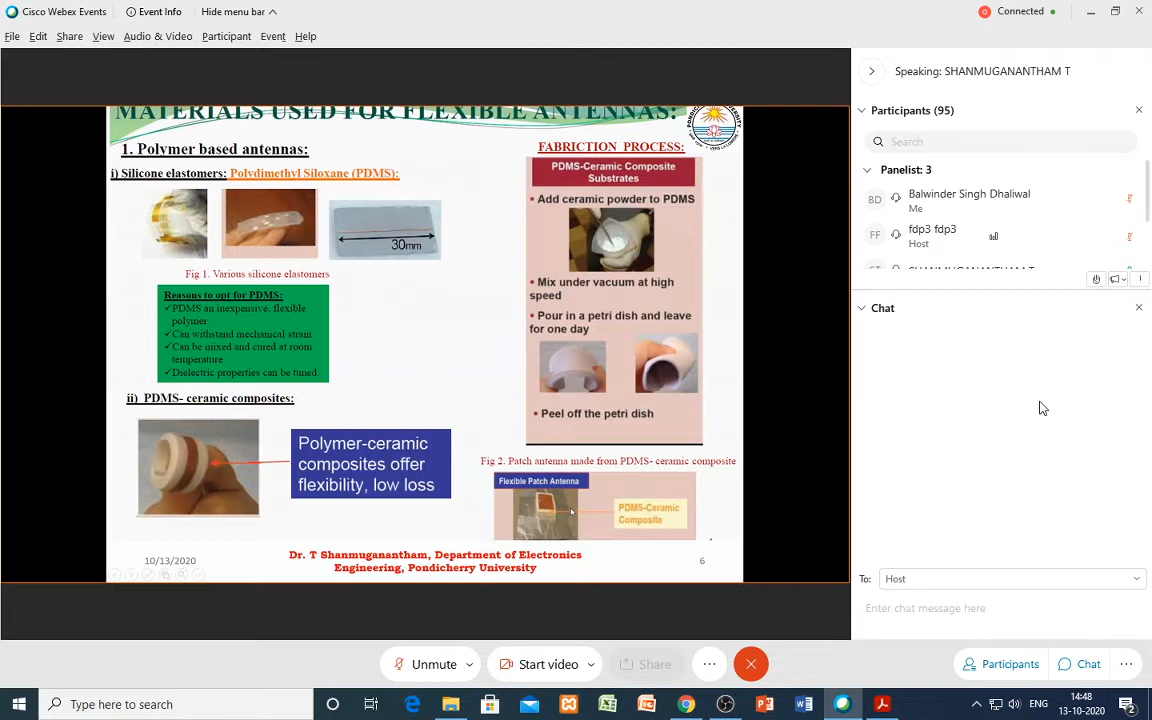 Cisco Webex Events
Event Info
Hide menu bar
Connected
File Edit Share View Audio & Video Participant Event Help
MATERIALS USED FOR FLEXIBLE ANTENNAS:
1. Polymer based antennas:
i) Silicone elastomers: Polydimethyl Siloxane (PDMS):
30mm
Fig 1. Various silicone elastomers
Reasons to opt for PDMS:
✓PDMS an inexpensive, flexible
polymer
✓Can withstand mechanical strain
✓Can be mixed and cured at room
temperature
✓Dielectric properties can be tuned.
ii) PDMS- ceramic composites:
Polymer-ceramic
composites offer
flexibility, low loss
FABRICTION PROCESS:
PDMS-Ceramic Composite
Substrates
• Add ceramic powder to PDMS
• Mix under vacuum at high
speed
• Pour in a petri dish and leave
for one day
• Peel off the petri dish
Fig 2. Patch antenna made from PDMS- ceramic composite
Flexible Patch Antenna
PDMS-Ceramic
Composite
10/13/2020
Dr. T Shanmuganantham, Department of Electronics
Engineering, Pondicherry University
6
Speaking: SHANMUGANANTHAM T
Participants (95)
Search
Panelist: 3
BD
Balwinder Singh Dhaliwal
Me
FF
fdp3 fdp3
Host
Chat
To: Host
Enter chat message here
Unmute
Start video
Share
Participants
Chat
Type here to search
ENG
14:48
13-10-2020
2